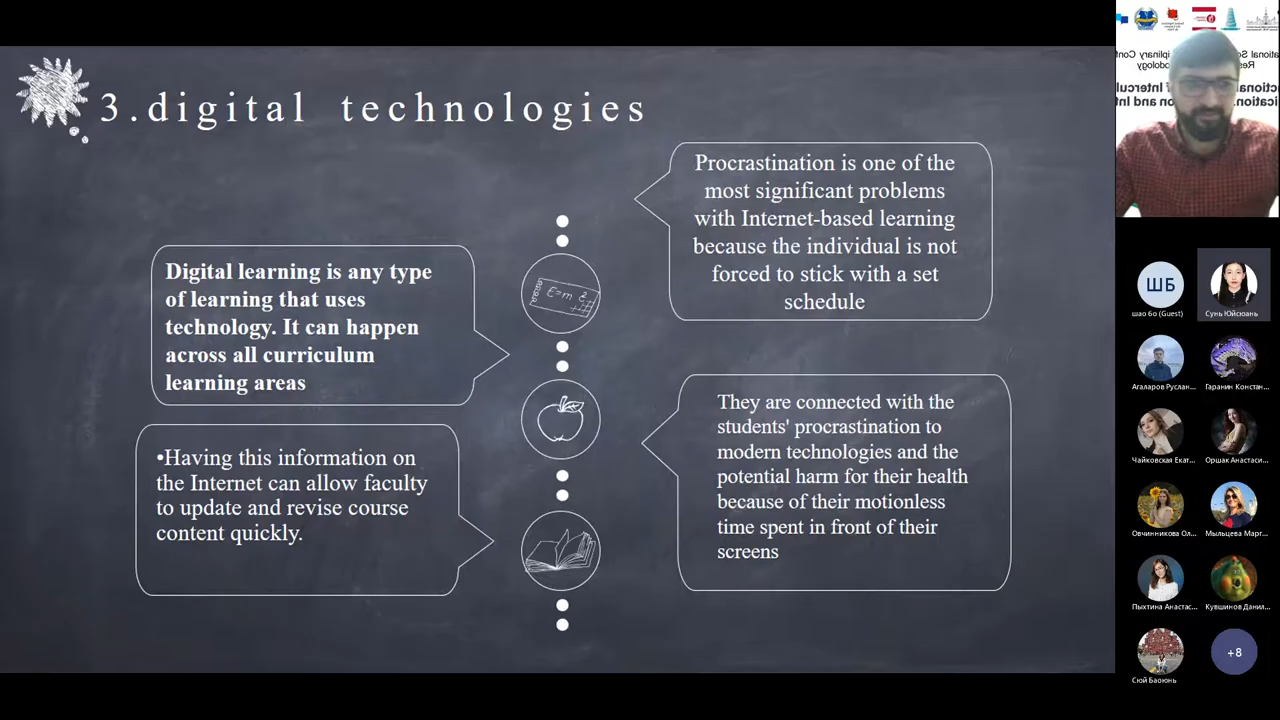 3.digital technologies
Procrastination is one of the
most significant problems
with Internet-based learning
because the individual is not
forced to stick with a set
schedule
Digital learning is any type
of learning that uses
technology. It can happen
across all curriculum
learning areas
They are connected with the
students' procrastination to
modern technologies and the
potential harm for their health
because of their motionless
time spent in front of their
screens
•Having this information on
the Internet can allow faculty
to update and revise course
content quickly.
E=m
ШБ
шао бо (Guest)
Сунь Юйсюань
Агаларов Руслан...
Гаранин Констан...
Чайковская Екат...
Оршак Анастаси...
Овчинникова Ол...
Мыльцева Марг...
Пыхтина Анастас...
Кувшинов Данил...
Сюй Баоюнь
+8